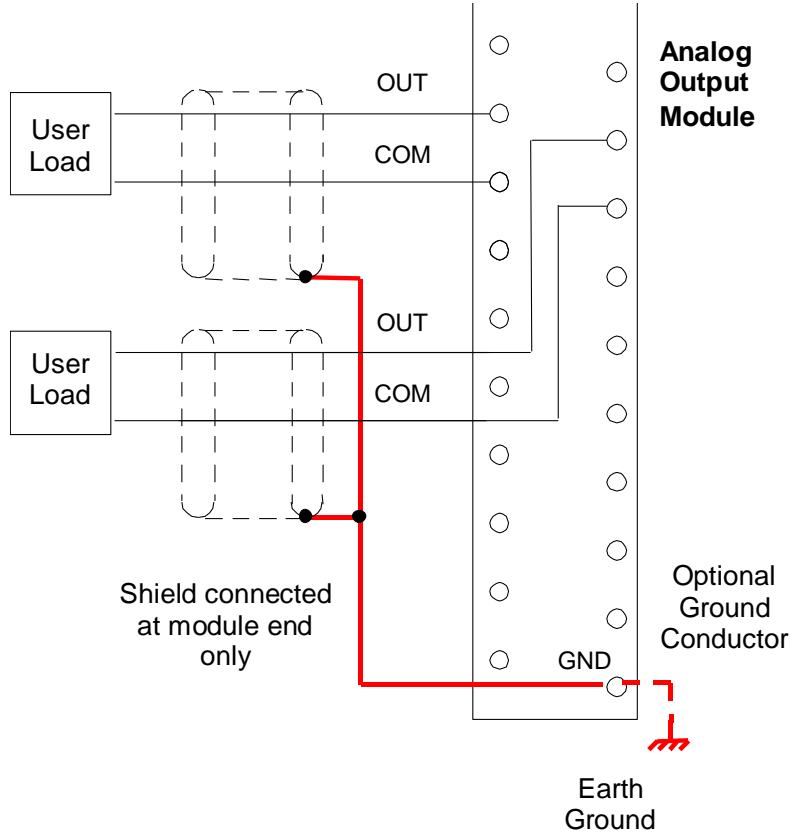 Analog
Output
Module
OUT
User
Load
COM
OUT
User
Load
COM
Shield connected
at module end
only
Optional
Ground
Conductor
GND
Earth
Ground